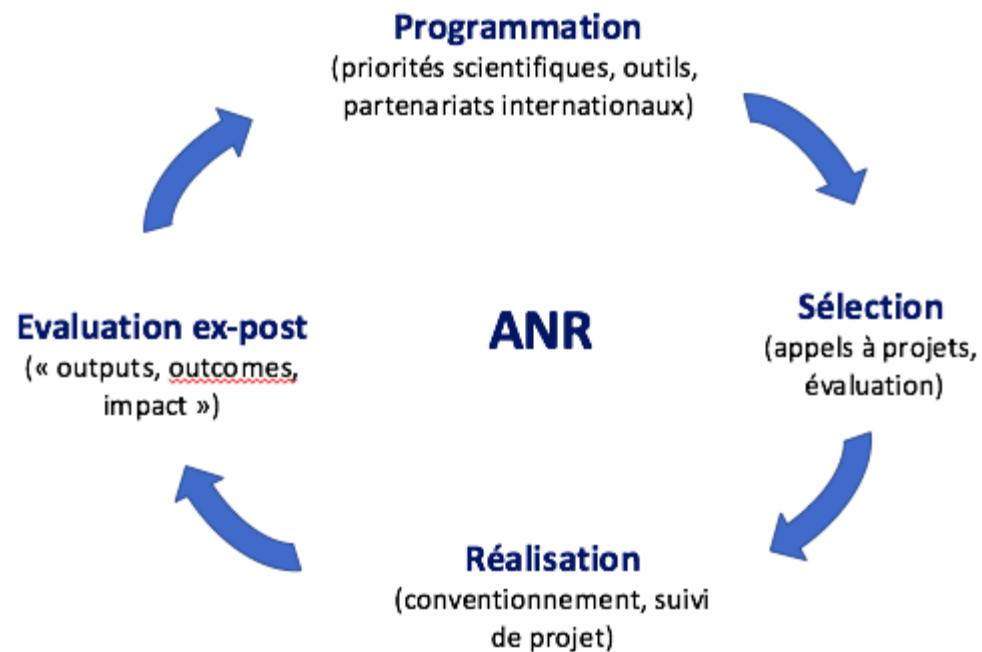 Programmation
(priorités scientifiques, outils,
partenariats internationaux)
Evaluation ex-post
(« outputs, outcomes,
impact »)
ANR
Sélection
(appels à projets,
évaluation)
Réalisation
(conventionnement, suivi
de projet)